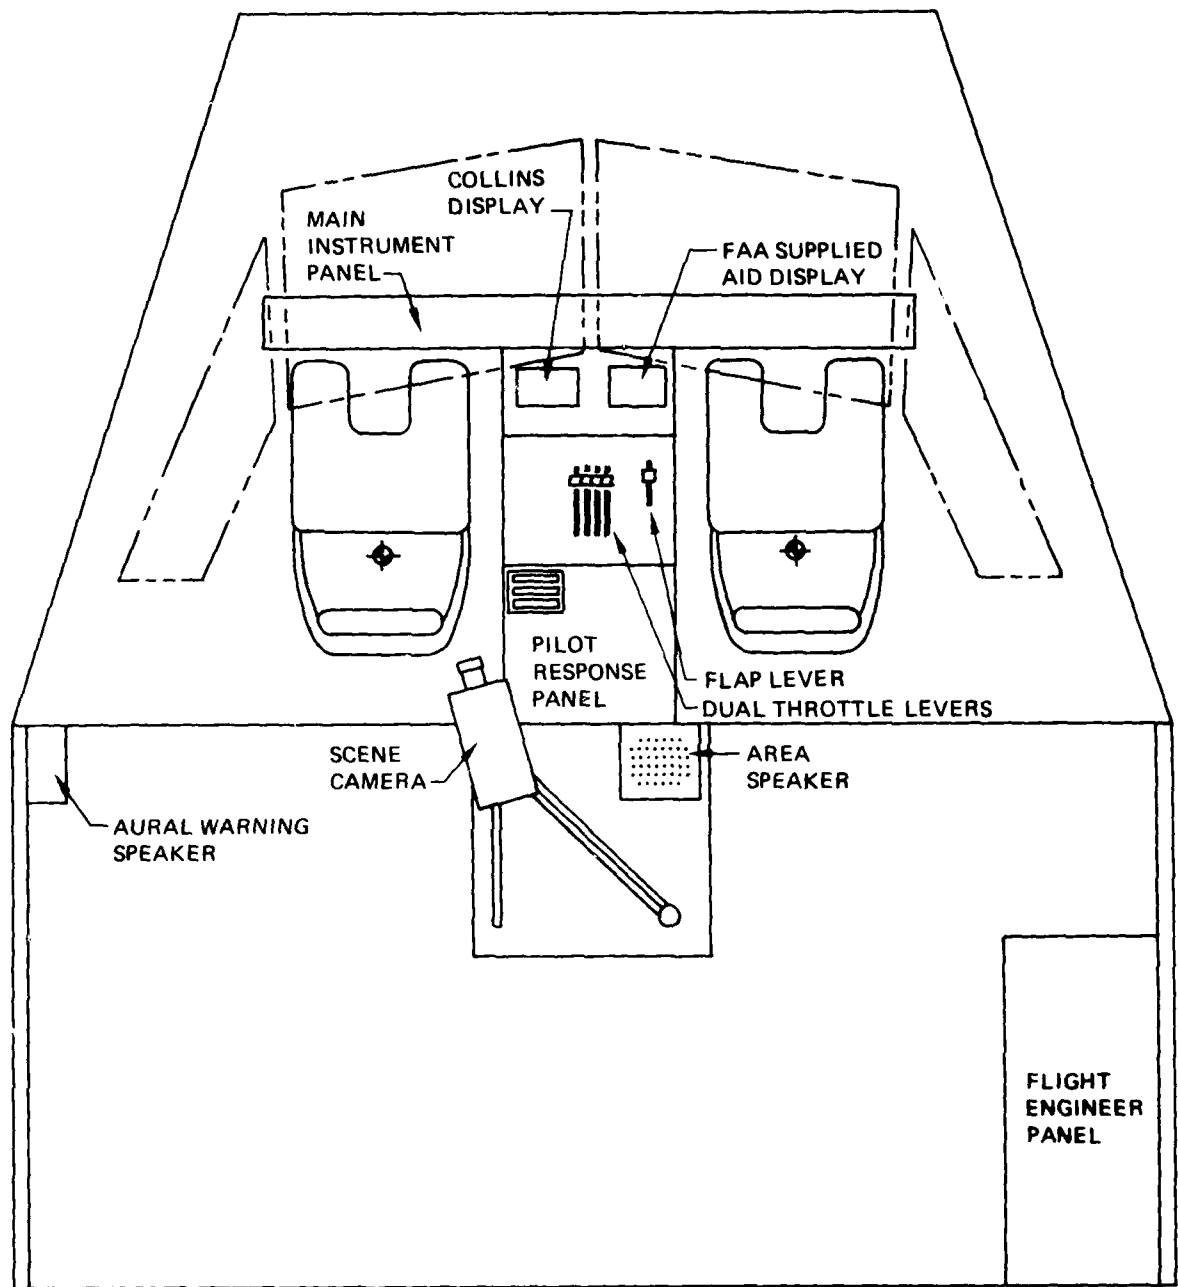 COLLINS
DISPLAY
MAIN
INSTRUMENT
PANEL
FAA SUPPLIED
AID DISPLAY
PILOT
RESPONSE
PANEL
FLAP LEVER
DUAL THROTTLE LEVERS
SCENE
CAMERA
AREA
SPEAKER
AURAL WARNING
SPEAKER
FLIGHT
ENGINEER
PANEL